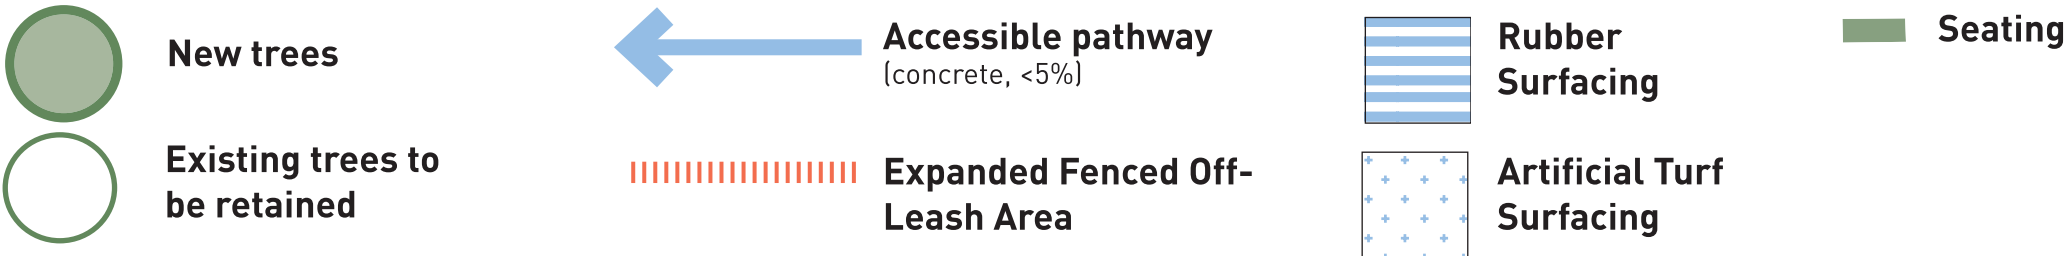 New trees
Existing trees to
be retained
Accessible pathway
(concrete, <5%)
Expanded Fenced Off-
Leash Area
Rubber
Surfacing
Artificial Turf
Surfacing
Seating